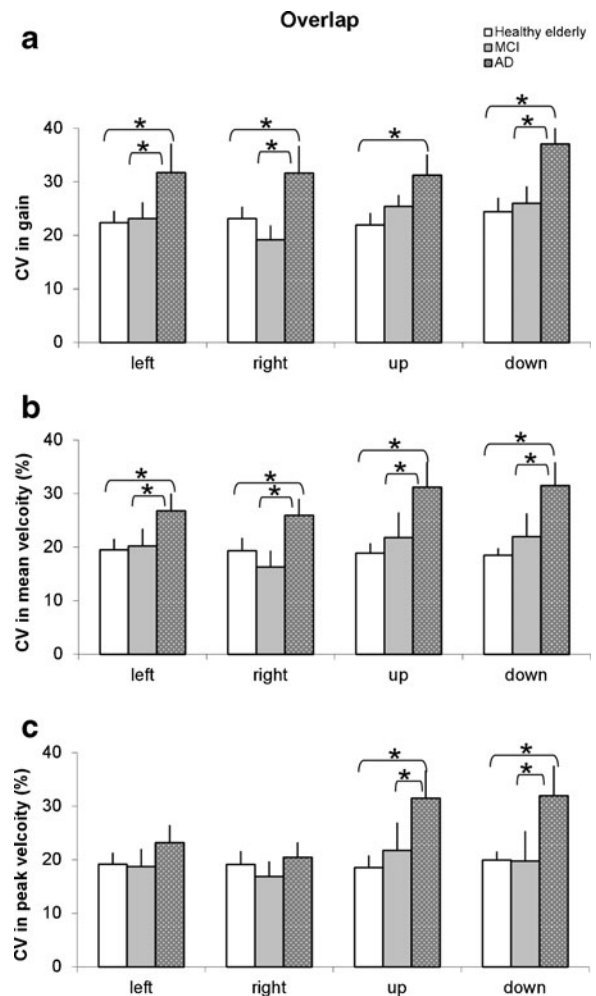 Overlap
a
Healthy elderly
MCI
AD
* * * *
* * *
40
30
20
10
0
CV in gain
left right up down
b
* * * *
* * * *
40
30
20
10
0
CV in mean velcoity (%)
left right up down
c
* *
* *
40
30
20
10
0
CV in peak velcoity (%)
left right up down